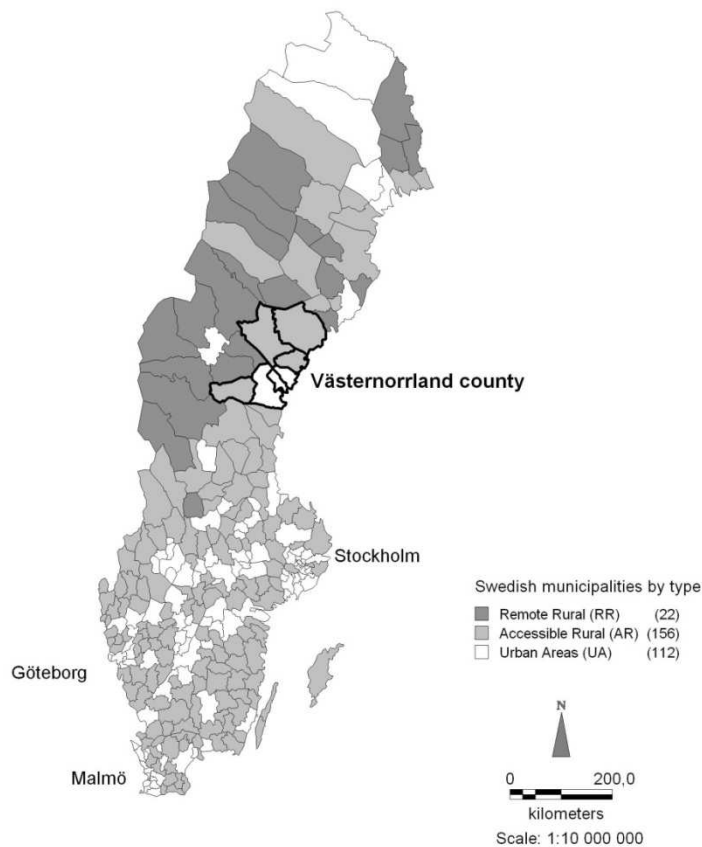 Västernorrland county
Stockholm
Swedish municipalities by type
Remote Rural (RR) (22)
Accessible Rural (AR) (156)
Urban Areas (UA) (112)
Göteborg
N
Malmö
0 200,0
kilometers
Scale: 1:10 000 000